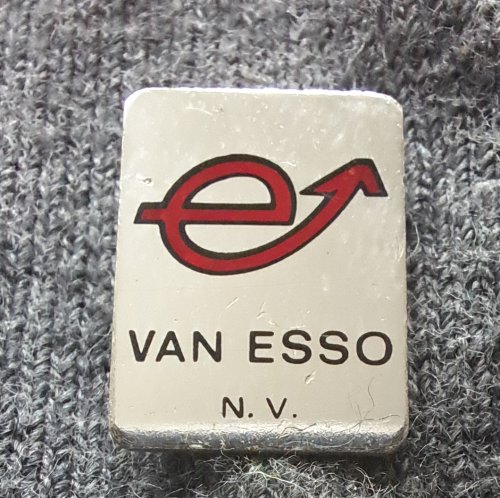 e
VAN ESSO
N. V.